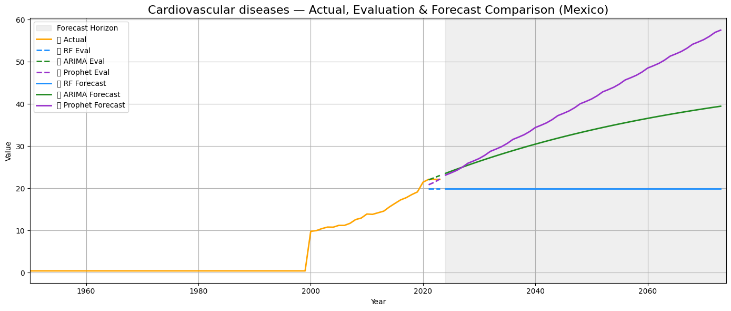 Cardiovascular diseases — Actual, Evaluation & Forecast Comparison (Mexico)
Forecast Horizon
▯ Actual
▯ RF Eval
▯ ARIMA Eval
▯ Prophet Eval
▯ RF Forecast
▯ ARIMA Forecast
▯ Prophet Forecast
Value
60
50
40
30
20
10
0
1960
1980
2000
2020
2040
2060
Year